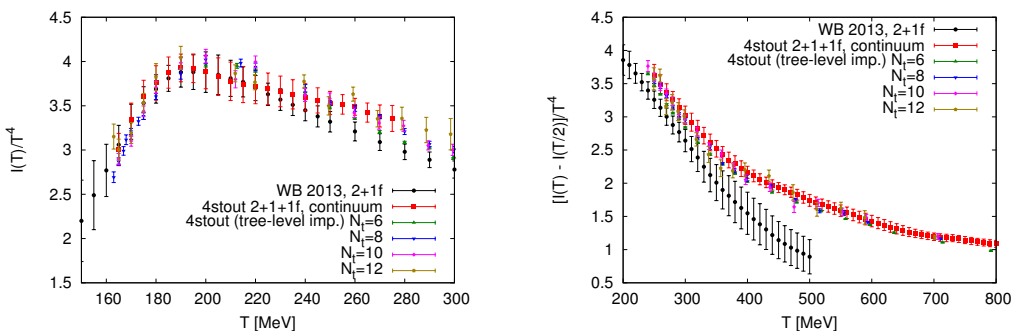 4.5
4
3.5
3
2.5
2
I(T)/T^4
160 180 200 220 240 260 280 300
T [MeV]
WB 2013, 2+1f
4stout 2+1+1f, continuum
4stout (tree-level imp.) N_t=6
N_t=8
N_t=10
N_t=12
4.5
4
3.5
3
2.5
2
1.5
1
0.5
[I(T) - I(T/2)]/T^4
200 300 400 500 600 700 800
T [MeV]
WB 2013, 2+1f
4stout 2+1+1f, continuum
4stout (tree-level imp.) N_t=6
N_t=8
N_t=10
N_t=12